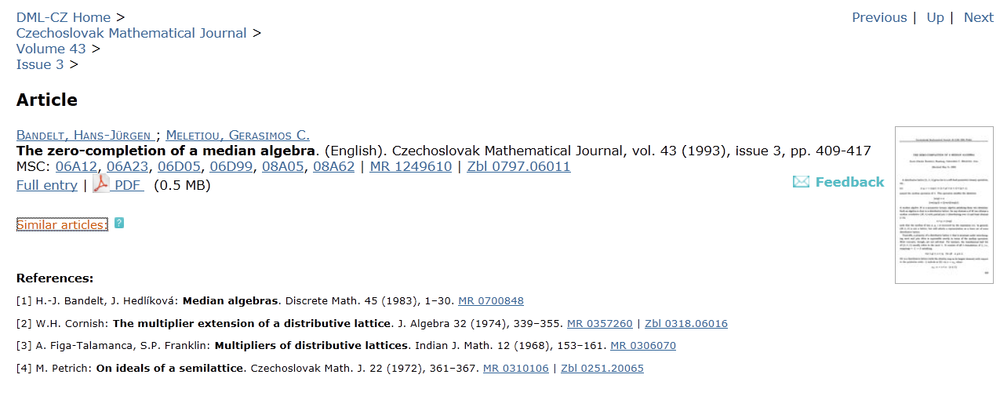 DML-CZ Home >
Previous | Up | Next
Czechoslovak Mathematical Journal >
Volume 43 >
Issue 3 >
Article
Bandelt, Hans-Jürgen ; Meletiou, Gerasimos C.
The zero-completion of a median algebra. (English). Czechoslovak Mathematical Journal, vol. 43 (1993), issue 3, pp. 409-417
MSC: 06A12, 06A23, 06D05, 06D99, 08A05, 08A62 | MR 1249610 | Zbl 0797.06011
Full entry | PDF (0.5 MB)
Feedback
Similar articles: ?
References:
[1] H.-J. Bandelt, J. Hedlíková: Median algebras. Discrete Math. 45 (1983), 1–30. MR 0700848
[2] W.H. Cornish: The multiplier extension of a distributive lattice. J. Algebra 32 (1974), 339–355. MR 0357260 | Zbl 0318.06016
[3] A. Figa-Talamanca, S.P. Franklin: Multipliers of distributive lattices. Indian J. Math. 12 (1968), 153–161. MR 0306070
[4] M. Petrich: On ideals of a semilattice. Czechoslovak Math. J. 22 (1972), 361–367. MR 0310106 | Zbl 0251.20065